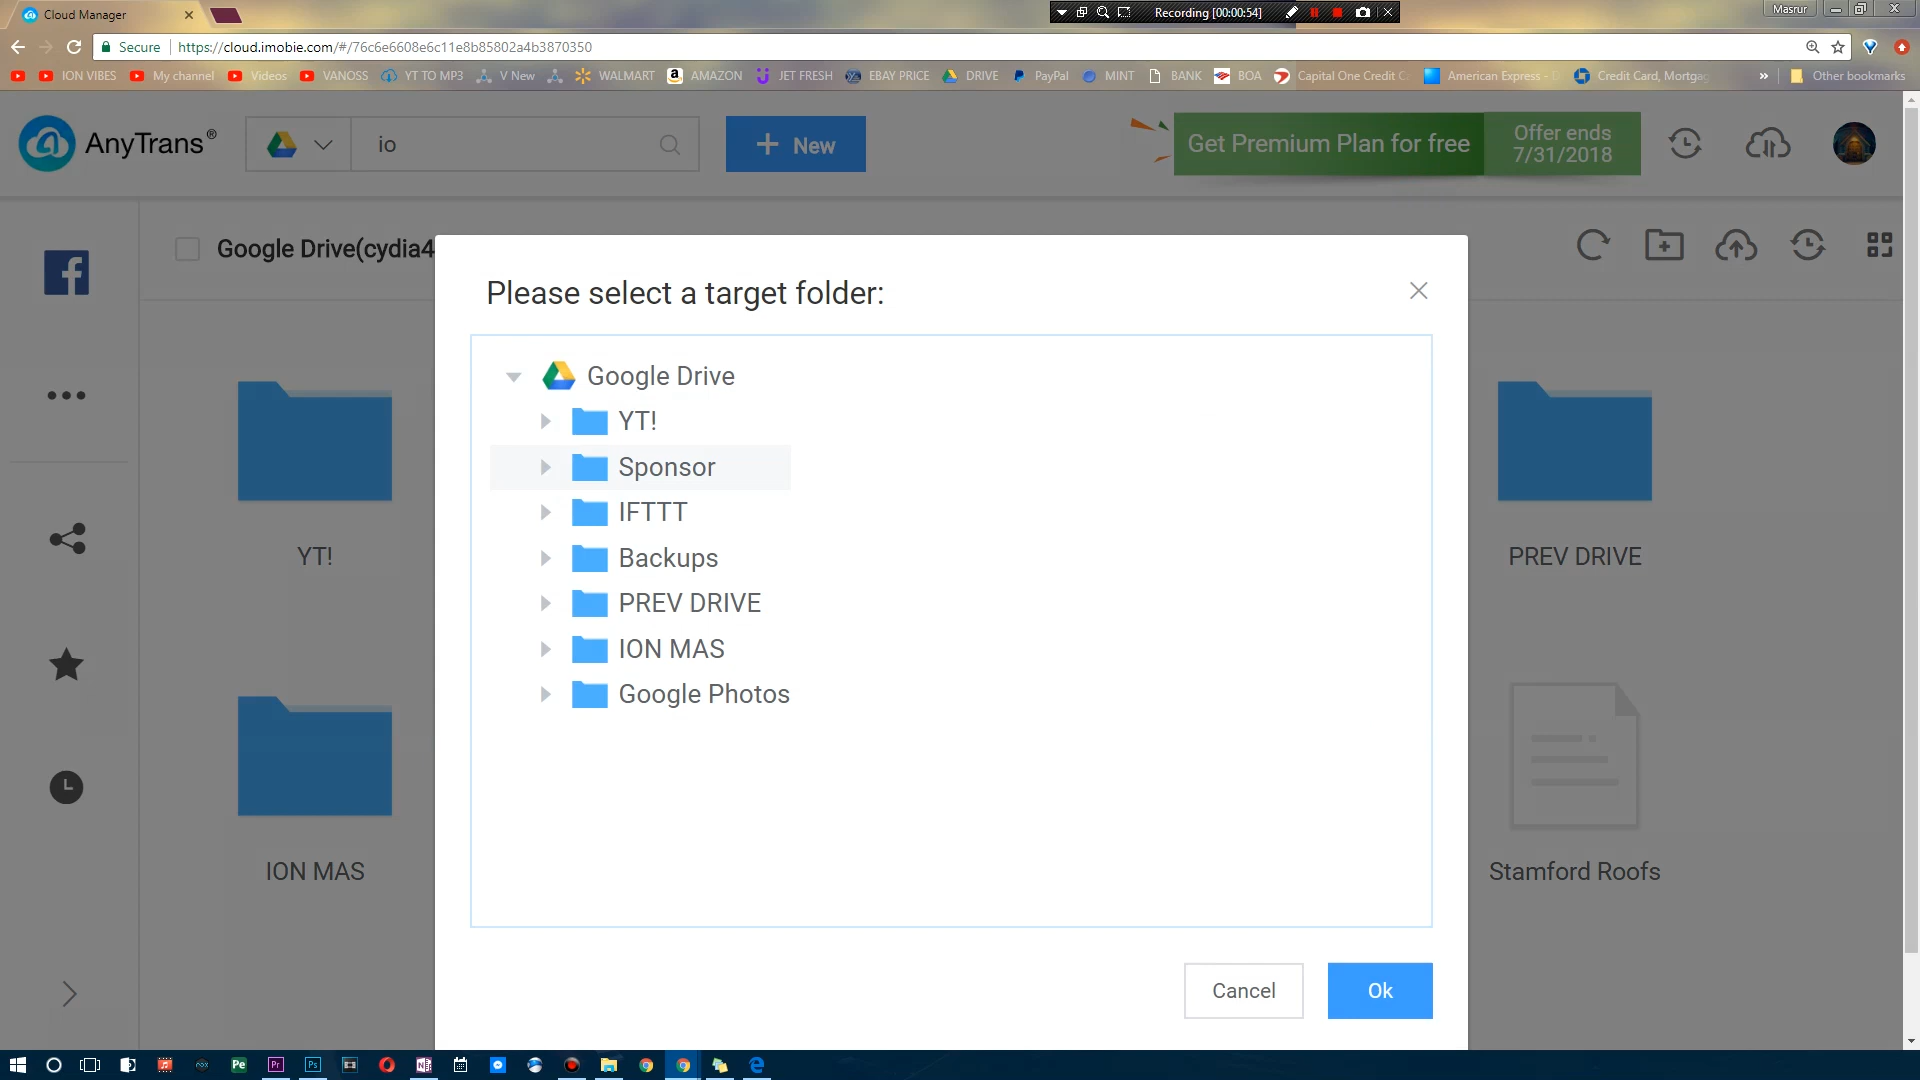 Cloud Manager
Recording [00:00:54]
Masrur
Secure
https://cloud.imobie.com/#/76c6e6608e6c11e8b85802a4b3870350
ION VIBES
My channel
Videos
VANOSS
YT TO MP3
V New
WALMART
AMAZON
JET FRESH
EBAY PRICE
DRIVE
PayPal
MINT
BANK
BOA
Capital One Credit C
American Express -
Credit Card, Mortgag
»
Other bookmarks
AnyTrans®
io
+ New
Get Premium Plan for free
Offer ends
7/31/2018
Google Drive(cydia4
Please select a target folder:
Google Drive
YT!
Sponsor
IFTTT
Backups
PREV DRIVE
ION MAS
Google Photos
YT!
PREV DRIVE
ION MAS
Stamford Roofs
Cancel
Ok
Pe
Pr
Ps